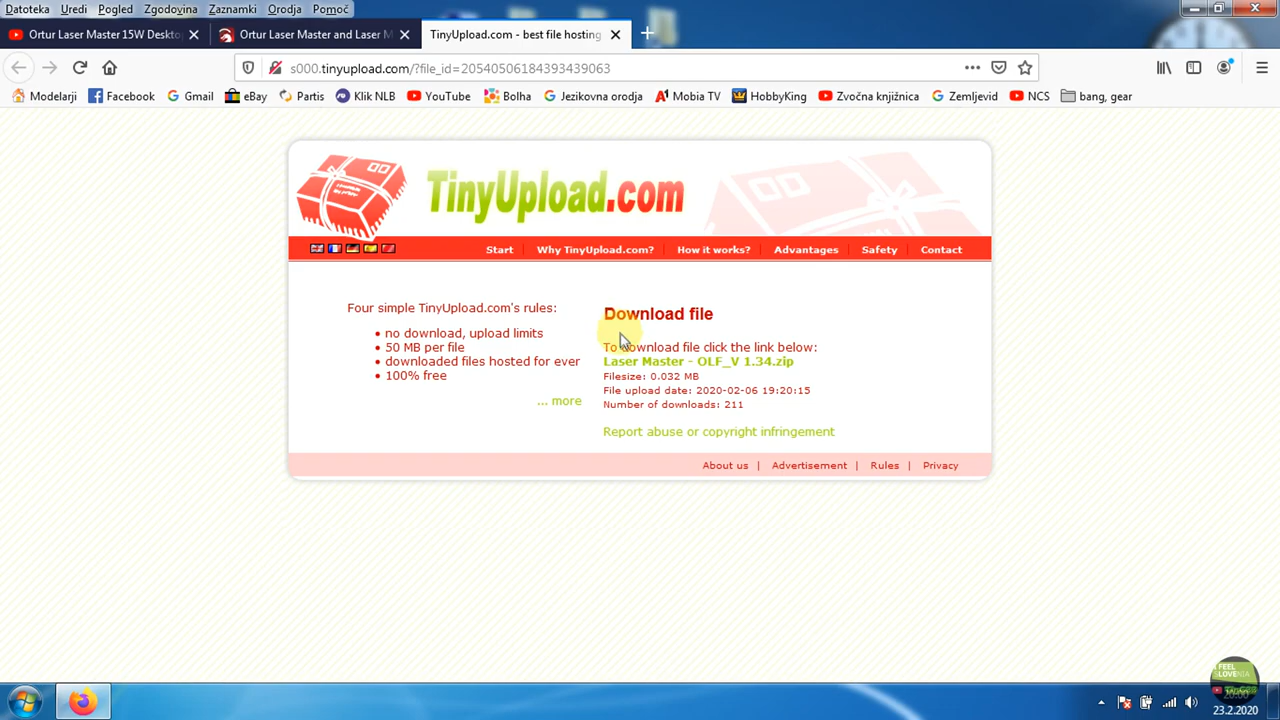 Datoteka Uredi Pogled Zgodovina Zaznamki Orodja Pomoč
Ortur Laser Master 15W Deskto
Ortur Laser Master and Laser M
TinyUpload.com - best file hosting
s000.tinyupload.com/?file_id=20540506184393439063
Modelarji Facebook Gmail eBay Partis Klik NLB YouTube Bolha Jezikovna orodja Mobia TV HobbyKing Zvočna knjižnica Zemljevid NCS bang, gear
TinyUpload.com
Start Why TinyUpload.com? How it works? Advantages Safety Contact
Four simple TinyUpload.com's rules:
• no download, upload limits
• 50 MB per file
• downloaded files hosted for ever
• 100% free
... more
Download file
To download file click the link below:
Laser Master - OLF_V 1.34.zip
Filesize: 0.032 MB
File upload date: 2020-02-06 19:20:15
Number of downloads: 211
Report abuse or copyright infringement
About us | Advertisement | Rules | Privacy
I FEEL
SLOVENIA
20:00
23.2.2020